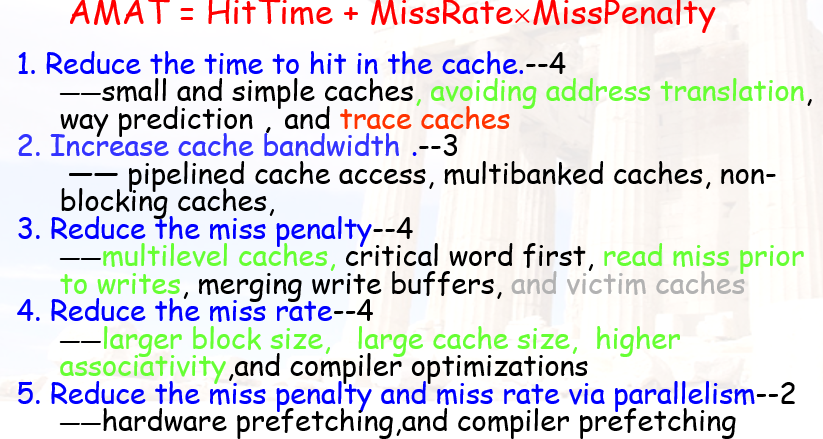 AMAT = HitTime + MissRate×MissPenalty
1. Reduce the time to hit in the cache.--4
——small and simple caches, avoiding address translation,
way prediction , and trace caches
2. Increase cache bandwidth .--3
—— pipelined cache access, multibanked caches, non-
blocking caches,
3. Reduce the miss penalty--4
——multilevel caches, critical word first, read miss prior
to writes, merging write buffers, and victim caches
4. Reduce the miss rate--4
——larger block size, large cache size, higher
associativity,and compiler optimizations
5. Reduce the miss penalty and miss rate via parallelism--2
——hardware prefetching,and compiler prefetching